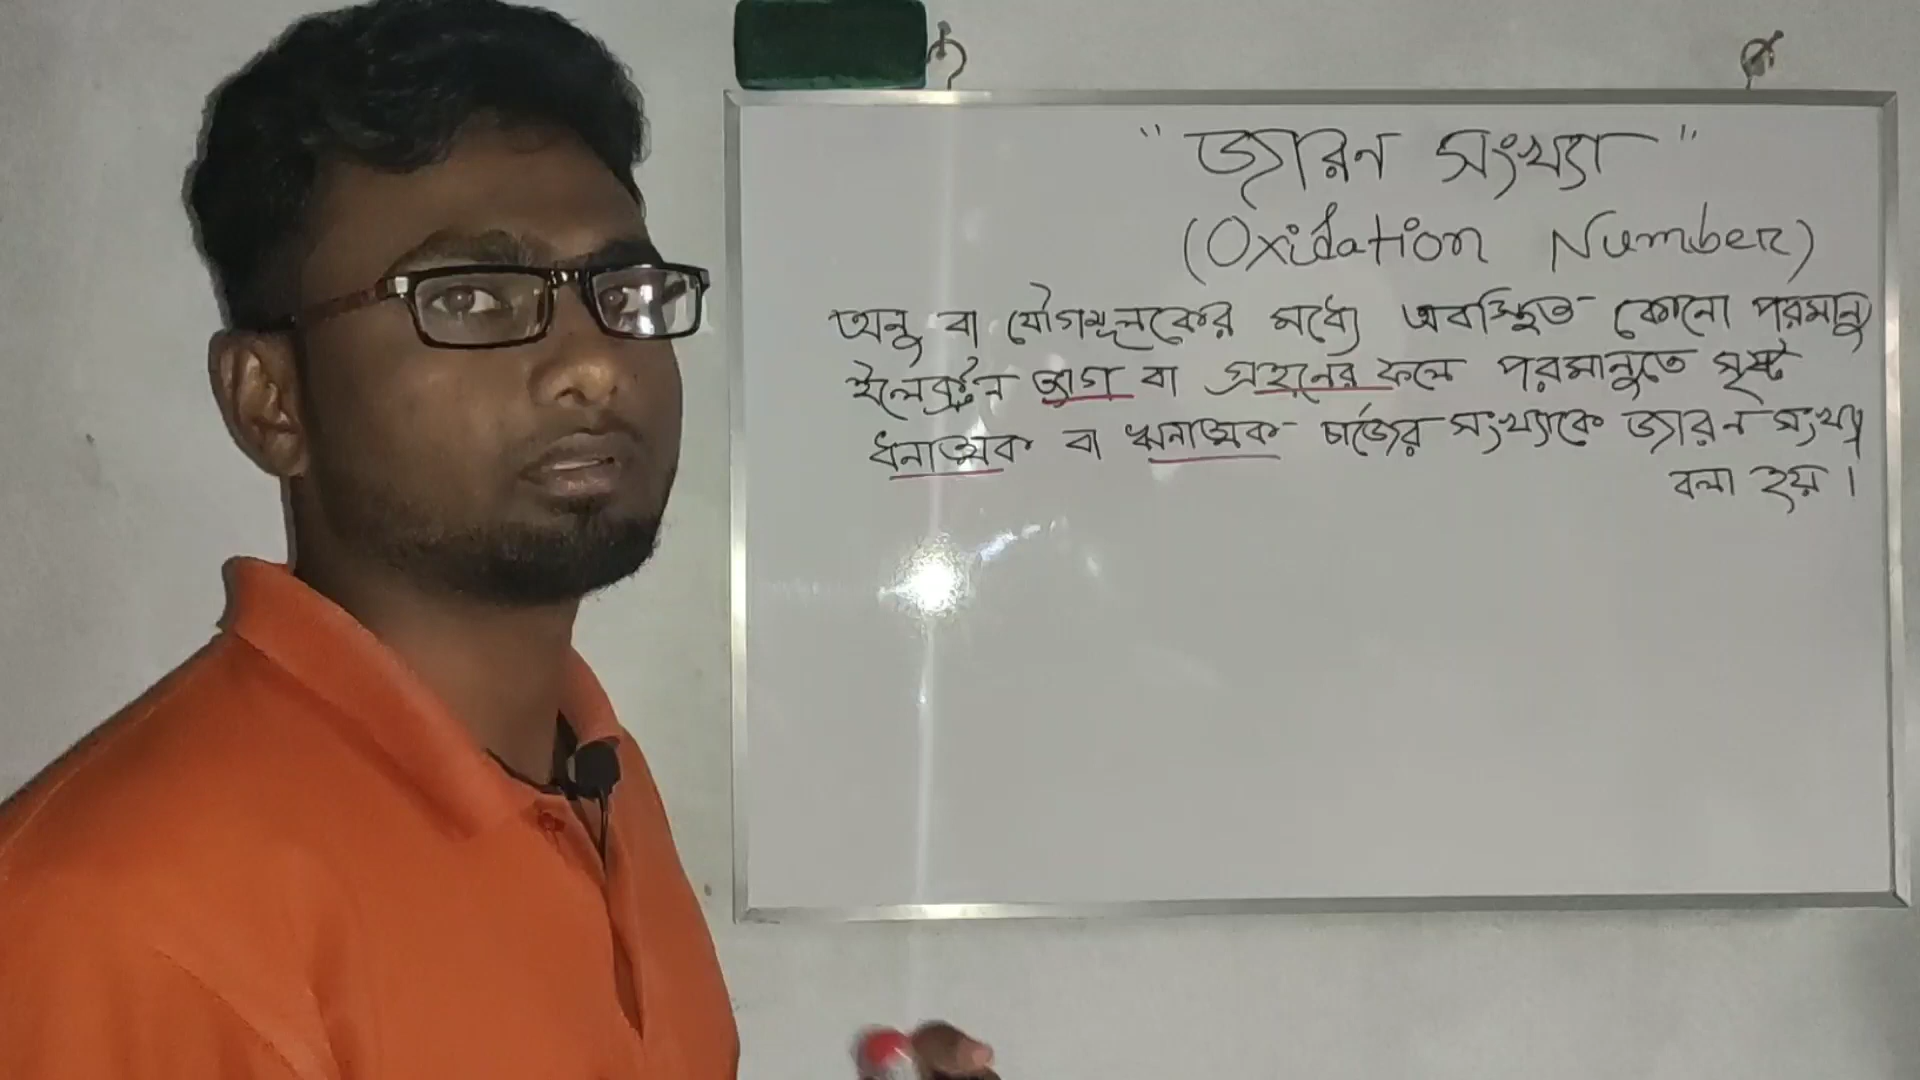 "জারন সংখ্যা"
(Oxidation Number)
অনু বা যৌগমূলকের মধ্যে অবস্থিত কোনো পরমানু
ইলেক্ট্রন ত্যাগ বা গ্রহনের ফলে পরমানুতে সৃষ্ট
ধনাত্মক বা ঋনাত্মক চার্জের সংখ্যাকে জারন সংখ্যা
বলা হয়।